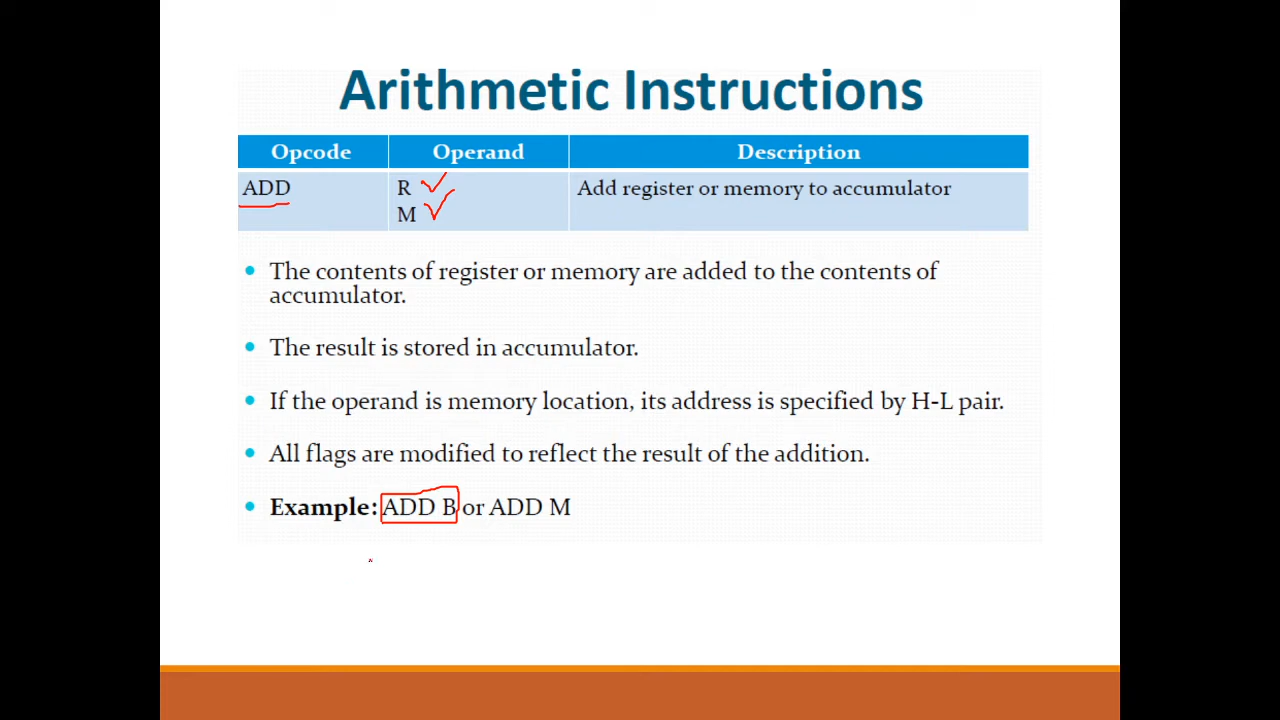 Arithmetic Instructions
Opcode Operand Description
ADD R Add register or memory to accumulator
M
The contents of register or memory are added to the contents of
accumulator.
The result is stored in accumulator.
If the operand is memory location, its address is specified by H-L pair.
All flags are modified to reflect the result of the addition.
Example: ADD B or ADD M